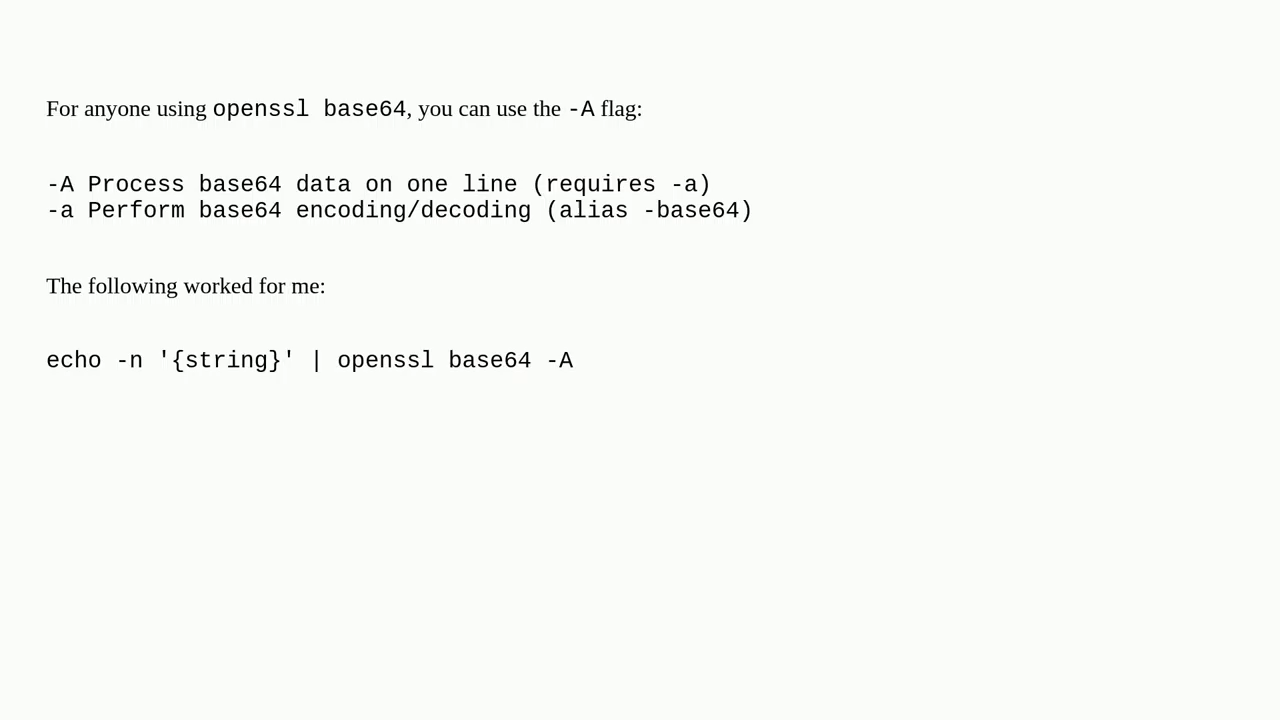 For anyone using openssl base64, you can use the -A flag:
-A Process base64 data on one line (requires -a)
-a Perform base64 encoding/decoding (alias -base64)
The following worked for me:
echo -n '{string}' | openssl base64 -A